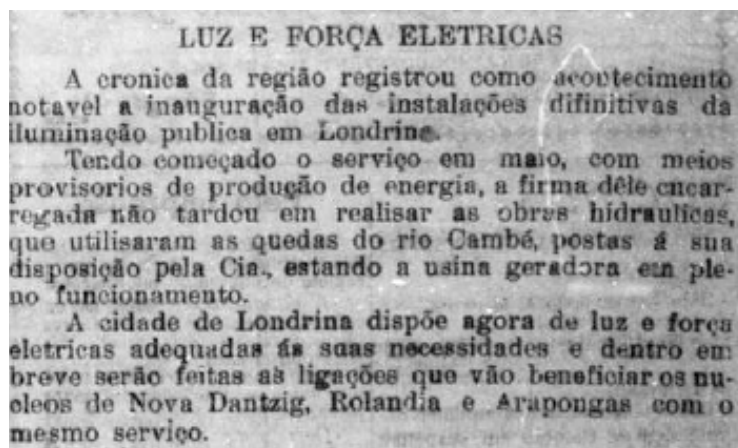 LUZ E FORÇA ELETRICAS
A cronica da região registrou como acontecimento
notavel a inauguração das instalações difinitivas da
iluminação publica em Londrina.
Tendo começado o serviço em maio, com meios
provisorios de produção de energia, a firma dêle encar-
regada não tardou em realisar as obras hidraulicas,
que utilisaram as quedas do rio Cambé, postas á sua
disposição pela Cia., estando a usina geradora em ple-
no funcionamento.
A cidade de Londrina dispõe agora de luz e força
eletricas adequadas ás suas necessidades e dentro em
breve serão feitas as ligações que vão beneficiar os nu-
cleos de Nova Dantzig, Rolandia e Arapongas com o
mesmo serviço.